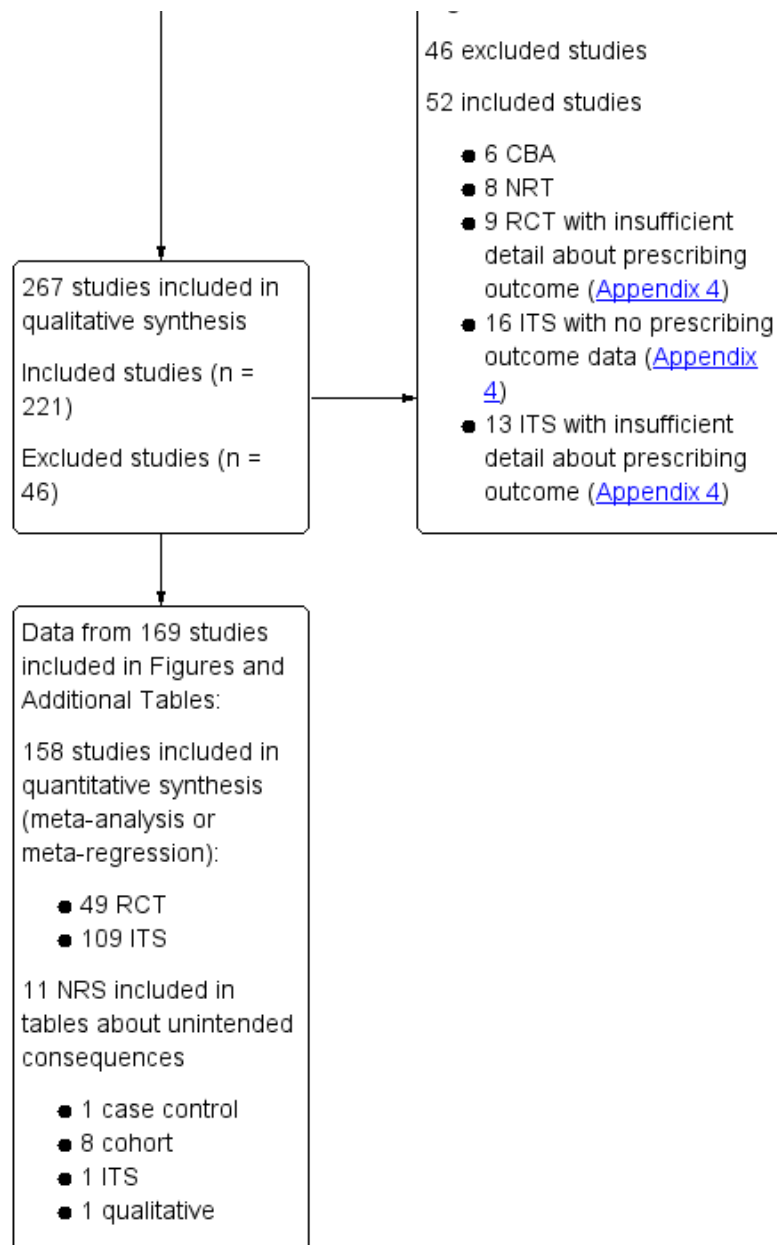 46 excluded studies
52 included studies
● 6 CBA
● 8 NRT
● 9 RCT with insufficient
detail about prescribing
outcome (Appendix 4)
● 16 ITS with no prescribing
outcome data (Appendix
4)
● 13 ITS with insufficient
detail about prescribing
outcome (Appendix 4)
267 studies included in
qualitative synthesis
Included studies (n =
221)
Excluded studies (n =
46)
Data from 169 studies
included in Figures and
Additional Tables:
158 studies included in
quantitative synthesis
(meta-analysis or
meta-regression):
● 49 RCT
● 109 ITS
11 NRS included in
tables about unintended
consequences
● 1 case control
● 8 cohort
● 1 ITS
● 1 qualitative